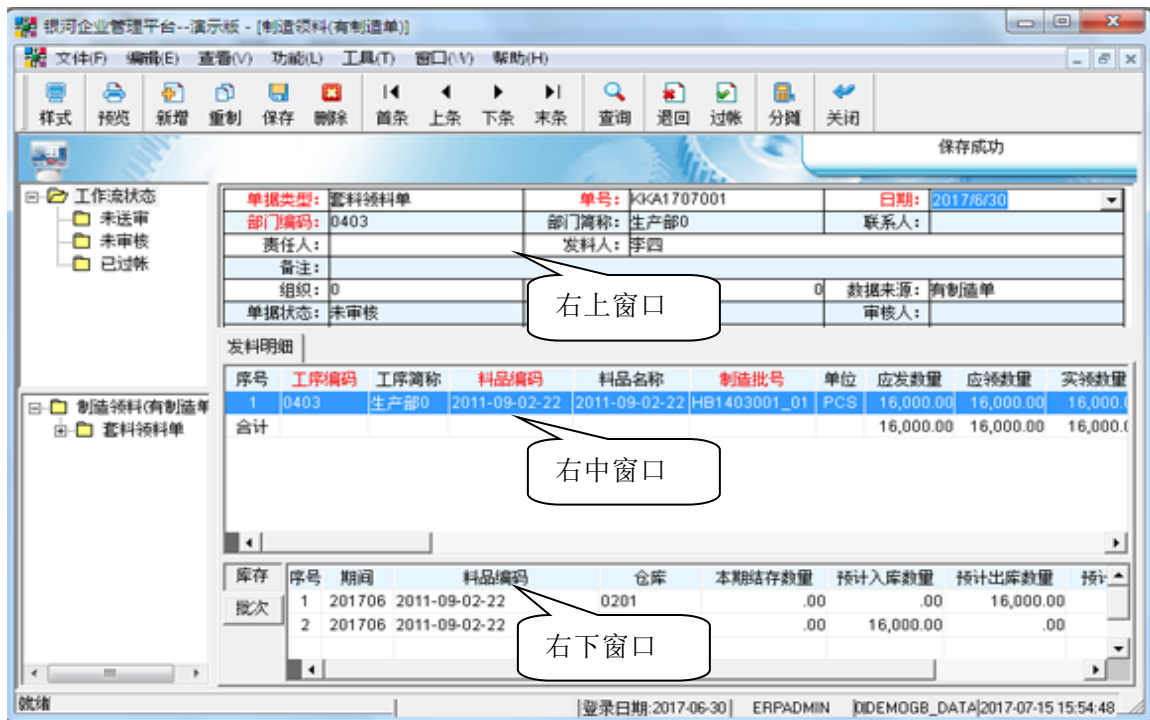 银河企业管理平台--演示版 - [制造领料(有制造单)]
文件(F) 编辑(E) 查看(V) 功能(L) 工具(T) 窗口(W) 帮助(H)
样式 预览 新增 重制 保存 删除 首条 上条 下条 末条 查询 退回 过帐 分摊 关闭
保存成功
工作流状态
未送审
未审核
已过帐
制造领料(有制造单
套料领料单
单据类型: 套料领料单 单号: KKA1707001 日期: 2017/6/30
部门编码: 0403 部门简称: 生产部0 联系人:
责任人: 发料人: 李四
备注:
组织: 0 0 数据来源: 有制造单
单据状态: 未审核 审核人:
右上窗口
发料明细
序号 工序编码 工序简称 料品编码 料品名称 制造批号 单位 应发数量 应领数量 实领数量
1 0403 生产部0 2011-09-02-22 2011-09-02-22 HB1403001_01 PCS 16,000.00 16,000.00 16,000.
合计 16,000.00 16,000.00 16,000.
右中窗口
库存
批次
序号 期间 料品编码 仓库 本期结存数量 预计入库数量 预计出库数量 预计
1 201706 2011-09-02-22 0201 .00 .00 16,000.00
2 201706 2011-09-02-22 .00 16,000.00 .00
右下窗口
就绪 登录日期:2017-06-30 ERPADMIN DEMOGB_DATA 2017-07-15 15:54:48